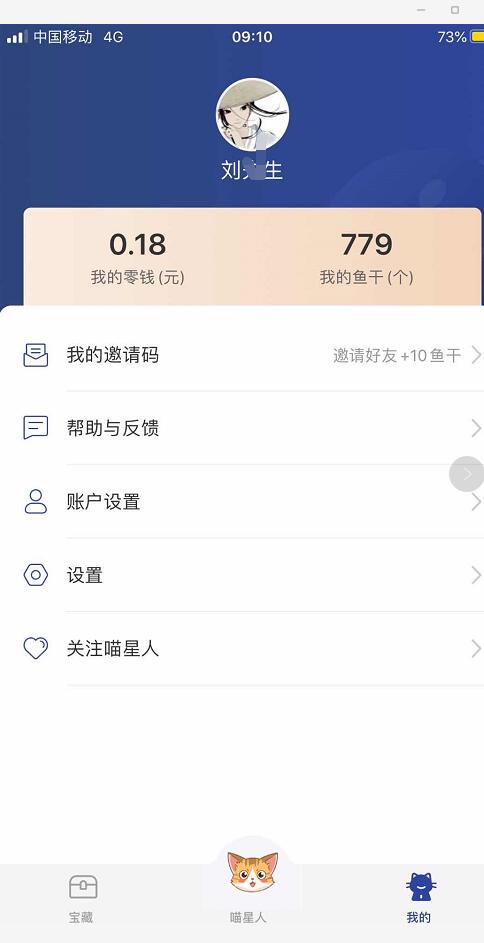 中国移动 4G 09:10 73%
刘 生
0.18 779
我的零钱(元) 我的鱼干(个)
我的邀请码 邀请好友+10鱼干
帮助与反馈
账户设置
设置
关注喵星人
宝藏 喵星人 我的